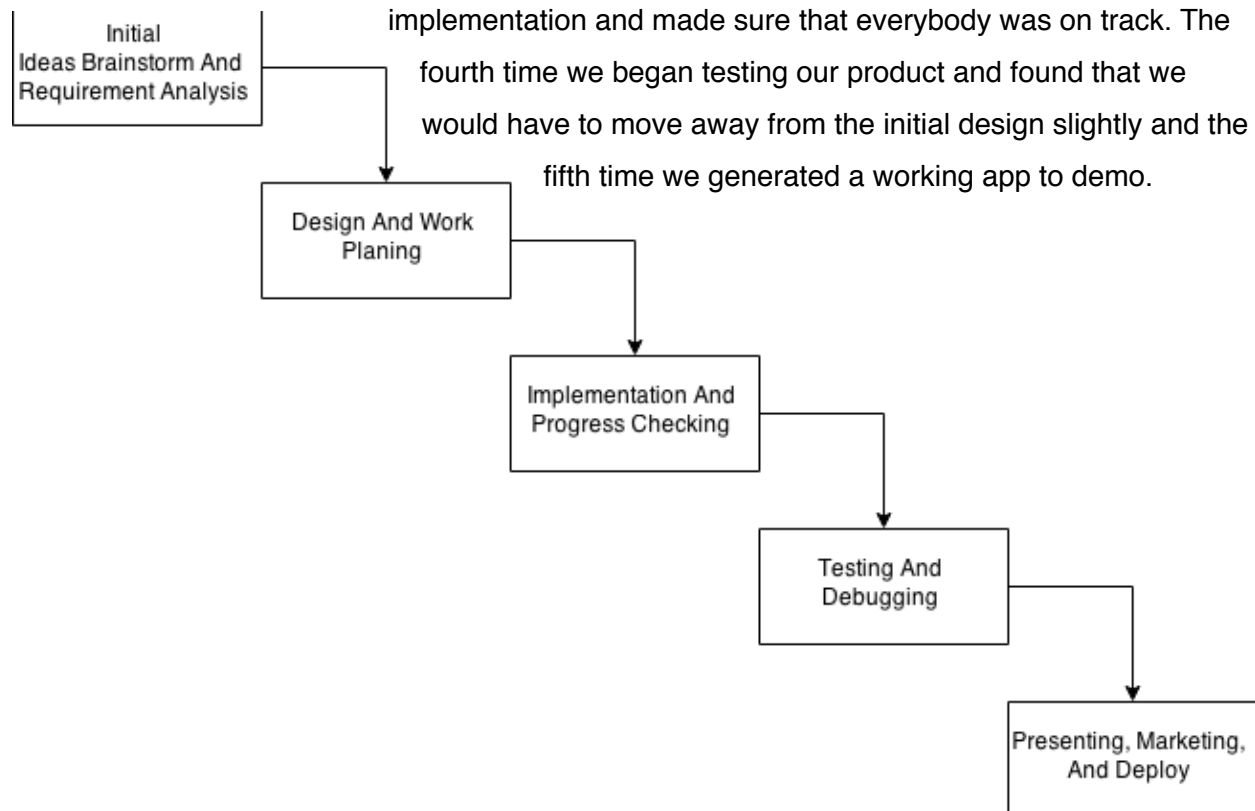 implementation and made sure that everybody was on track. The
fourth time we began testing our product and found that we
would have to move away from the initial design slightly and the
fifth time we generated a working app to demo.
Initial
Ideas Brainstorm And
Requirement Analysis
Design And Work
Planing
Implementation And
Progress Checking
Testing And
Debugging
Presenting, Marketing,
And Deploy